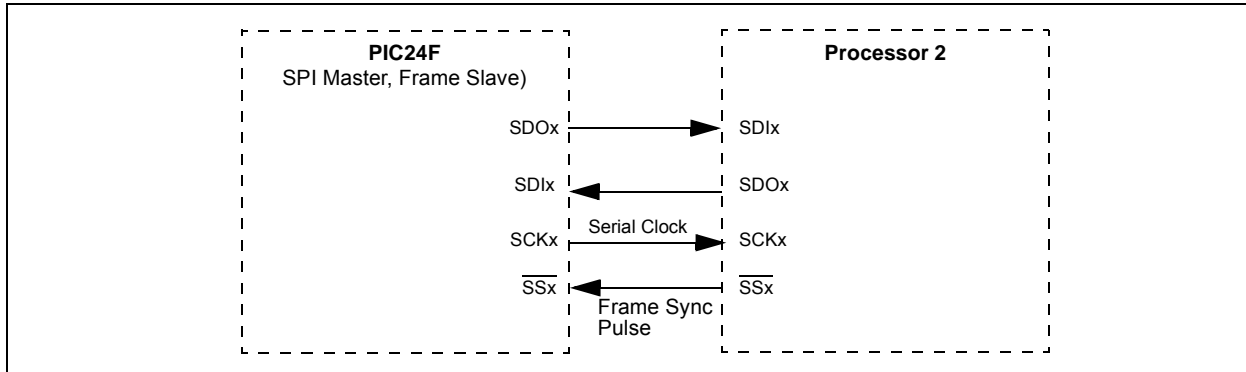 PIC24F
SPI Master, Frame Slave)
Processor 2
SDOx
SDIx
SDIx
SDOx
SCKx
Serial Clock
SCKx
SSx
Frame Sync
Pulse
SSx